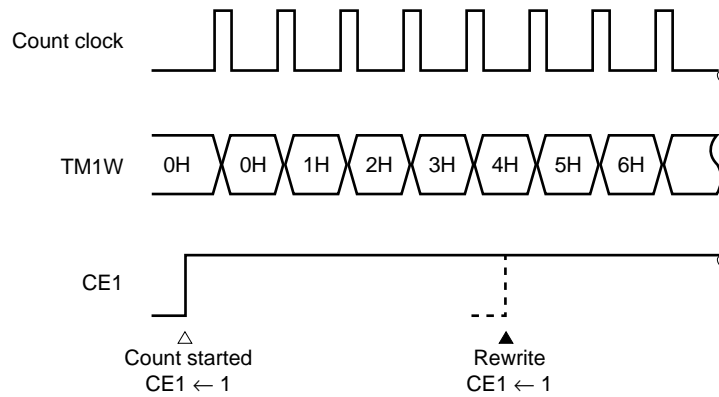 Count clock
TM1W
0H 0H 1H 2H 3H 4H 5H 6H
CE1
Count started
CE1 ← 1
Rewrite
CE1 ← 1